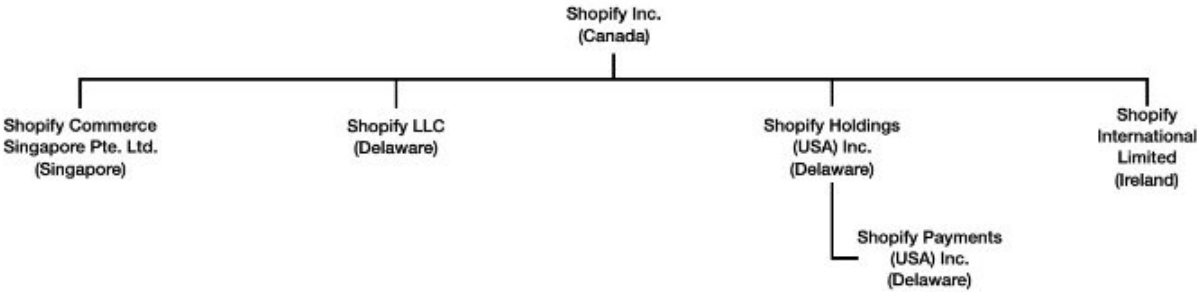 Shopify Inc.
(Canada)
Shopify Commerce
Singapore Pte. Ltd.
(Singapore)
Shopify LLC
(Delaware)
Shopify Holdings
(USA) Inc.
(Delaware)
Shopify
International
Limited
(Ireland)
Shopify Payments
(USA) Inc.
(Delaware)